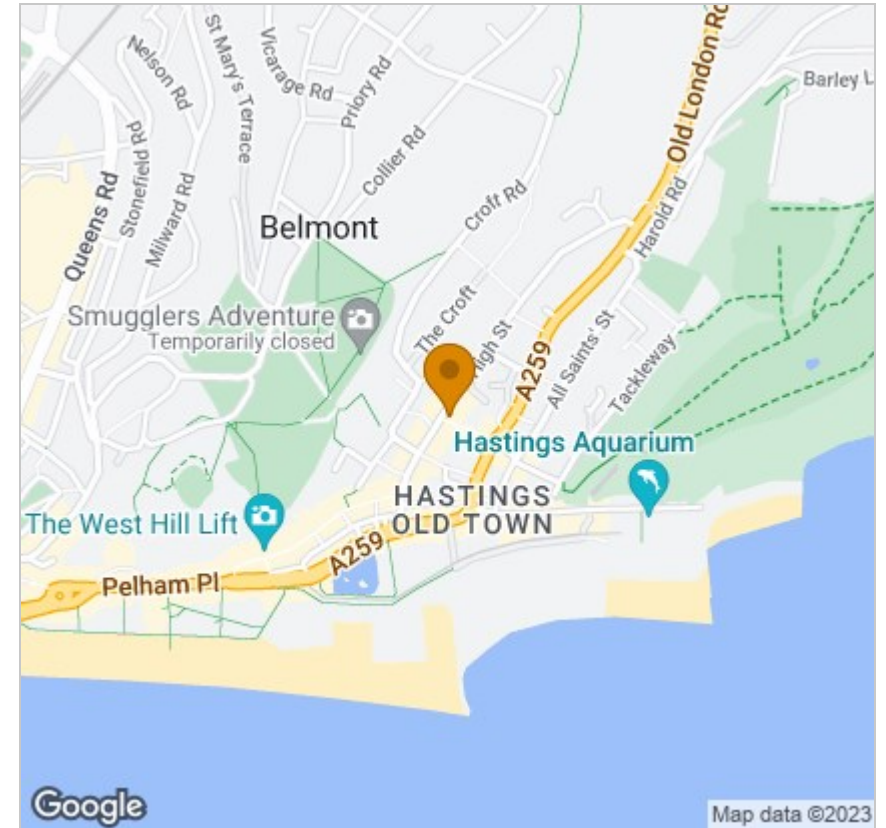 Nelson Rd
St Mary's Terrace
Vicarage Rd
Priory Rd
Old London Ro
Barley L
Stonefield Rd
Collier Rd
Queens Rd
Milward Rd
Croft Rd
Harold Rd
Belmont
Smugglers Adventure
Temporarily closed
The Croft
High St
A259
All Saints' St
Tackleway
Hastings Aquarium
HASTINGS
OLD TOWN
The West Hill Lift
A259
Pelham Pl
Google
Map data ©2023